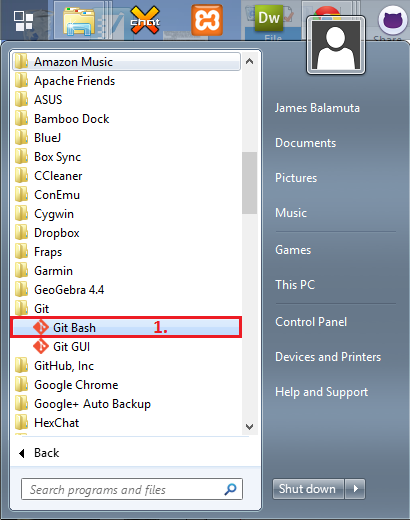 chat
Dw
File
Share
Amazon Music
Apache Friends
ASUS
Bamboo Dock
BlueJ
Box Sync
CCleaner
ConEmu
Cygwin
Dropbox
Fraps
Garmin
GeoGebra 4.4
Git
Git Bash 1.
Git GUI
GitHub, Inc
Google Chrome
Google+ Auto Backup
HexChat
Back
Search programs and files
James Balamuta
Documents
Pictures
Music
Games
This PC
Control Panel
Devices and Printers
Help and Support
Shut down